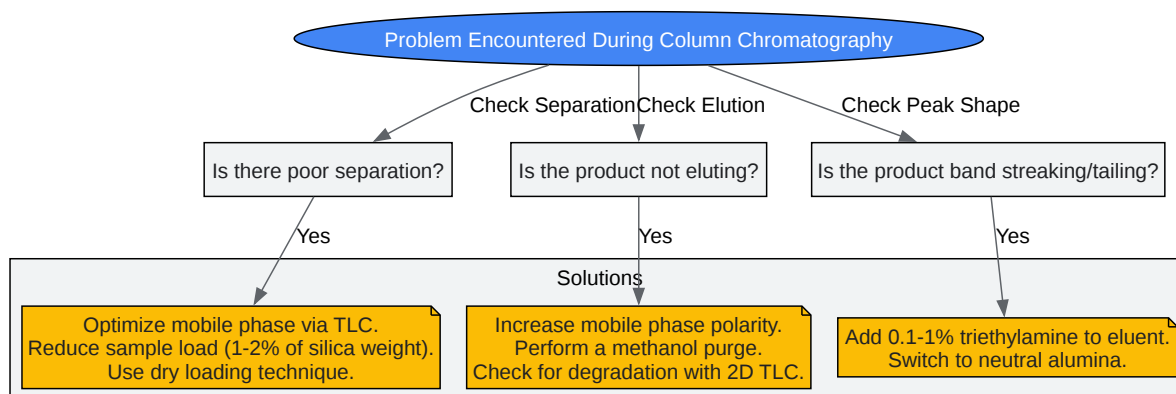 Problem Encountered During Column Chromatography
Check Separation
Check Elution
Check Peak Shape
Is there poor separation?
Is the product not eluting?
Is the product band streaking/tailing?
Yes
Yes
Yes
Solutions
Optimize mobile phase via TLC.
Reduce sample load (1-2% of silica weight).
Use dry loading technique.
Increase mobile phase polarity.
Perform a methanol purge.
Check for degradation with 2D TLC.
Add 0.1-1% triethylamine to eluent.
Switch to neutral alumina.